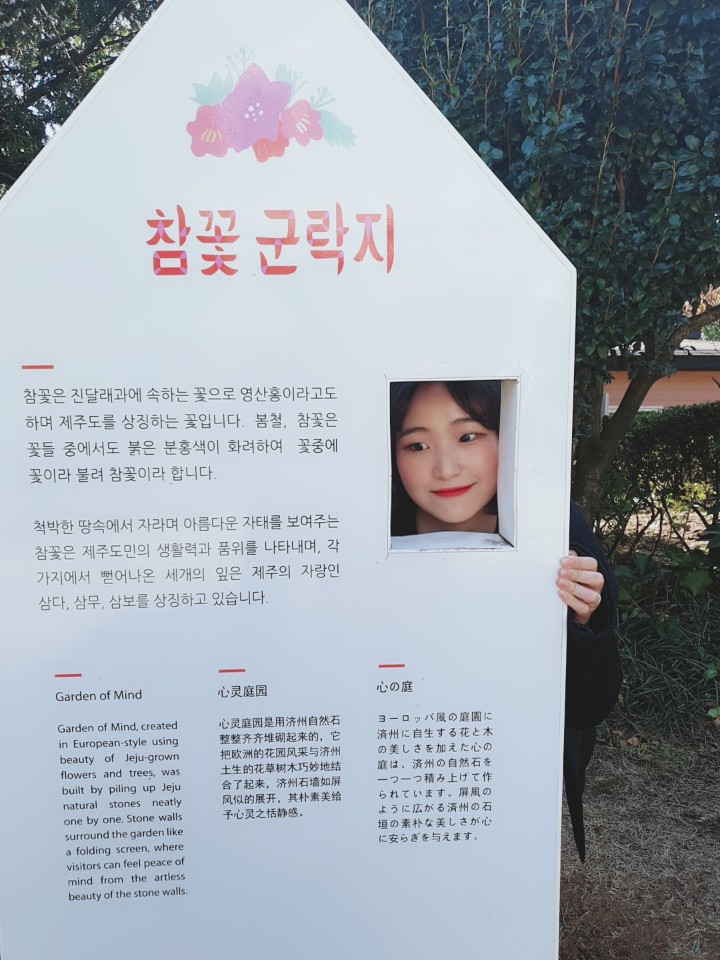 참꽃 군락지
참꽃은 진달래과에 속하는 꽃으로 영산홍이라고도
하며 제주도를 상징하는 꽃입니다. 봄철, 참꽃은
꽃들 중에서도 붉은 분홍색이 화려하여 꽃중에
꽃이라 불려 참꽃이라 합니다.
척박한 땅속에서 자라며 아름다운 자태를 보여주는
참꽃은 제주도민의 생활력과 품위를 나타내며, 각
가지에서 뻗어나온 세개의 잎은 제주의 자랑인
삼다, 삼무, 삼보를 상징하고 있습니다.
Garden of Mind
Garden of Mind, created
in European-style using
beauty of Jeju-grown
flowers and trees, was
built by piling up Jeju
natural stones neatly
one by one. Stone walls
surround the garden like
a folding screen, where
visitors can feel peace of
mind from the artless
beauty of the stone walls.
心灵庭园
心灵庭园是用济州自然石
整整齐齐堆砌起来的，它
把欧洲的花园风采与济州
土生的花草树木巧妙地结
合了起来，济州石墙如屏
风似的展开，其朴素美给
予心灵之恬静感。
心の庭
ヨーロッパ風の庭園に
済州に自生する花と木
の美しさを加えた心の
庭は、済州の自然石を
一つ一つ積み上げて作
られています。屏風の
ように広がる済州の石
垣の素朴な美しさが心
に安らぎを与えます。